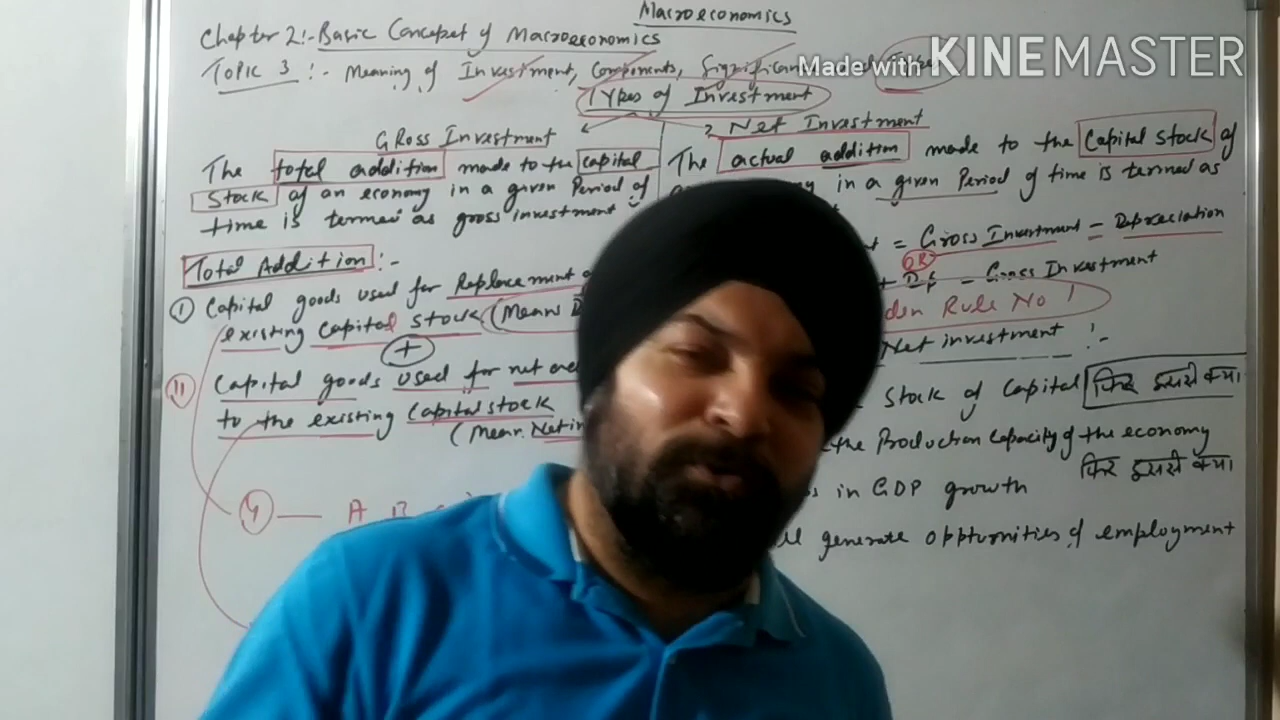 Macroeconomics
Chapter 2:- Basic Concept of Macroeconomics
Topic 3 :- Meaning of Investment, Components,
Made with KINEMASTER
Types of Investment
Gross Investment
The total addition made to the capital
stock of an economy in a given Period of
time is termed as gross investment
Total Addition :-
(I) Capital goods used for Replacement
existing capital stock (Means
+
(II) Capital goods used for net
to the existing capital stock
(Mean. Net
4 — A B
Net Investment
The actual addition made to the Capital stock of
in a given Period of time is termed as
= Gross Investment - Depreciation
OR
Gross Investment
Rule No 1
Net investment :-
Stock of Capital फिर इससे क्या
the Production Capacity of the economy
फिर इससे क्या
in GDP growth
generate oppturnities of employment